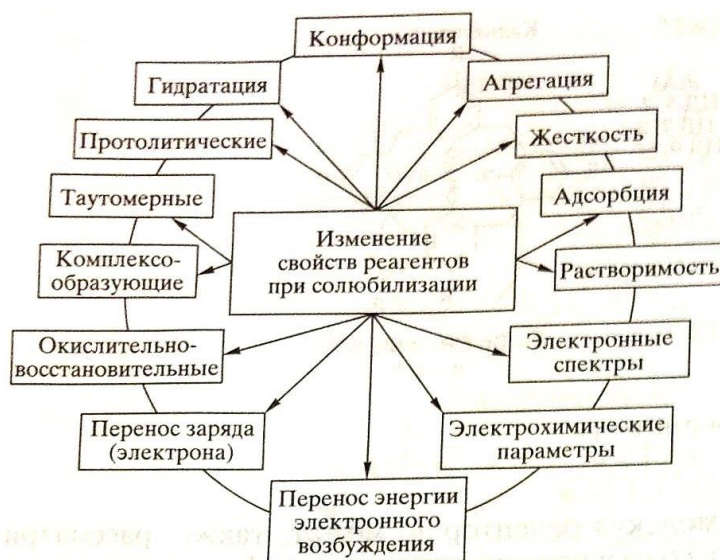 Конформация
Гидратация
Агрегация
Протолитические
Жесткость
Таутомерные
Адсорбция
Изменение
свойств реагентов
при солюбилизации
Комплексо-
образующие
Растворимость
Окислительно-
восстановительные
Электронные
спектры
Перенос заряда
(электрона)
Электрохимические
параметры
Перенос энергии
электронного
возбуждения